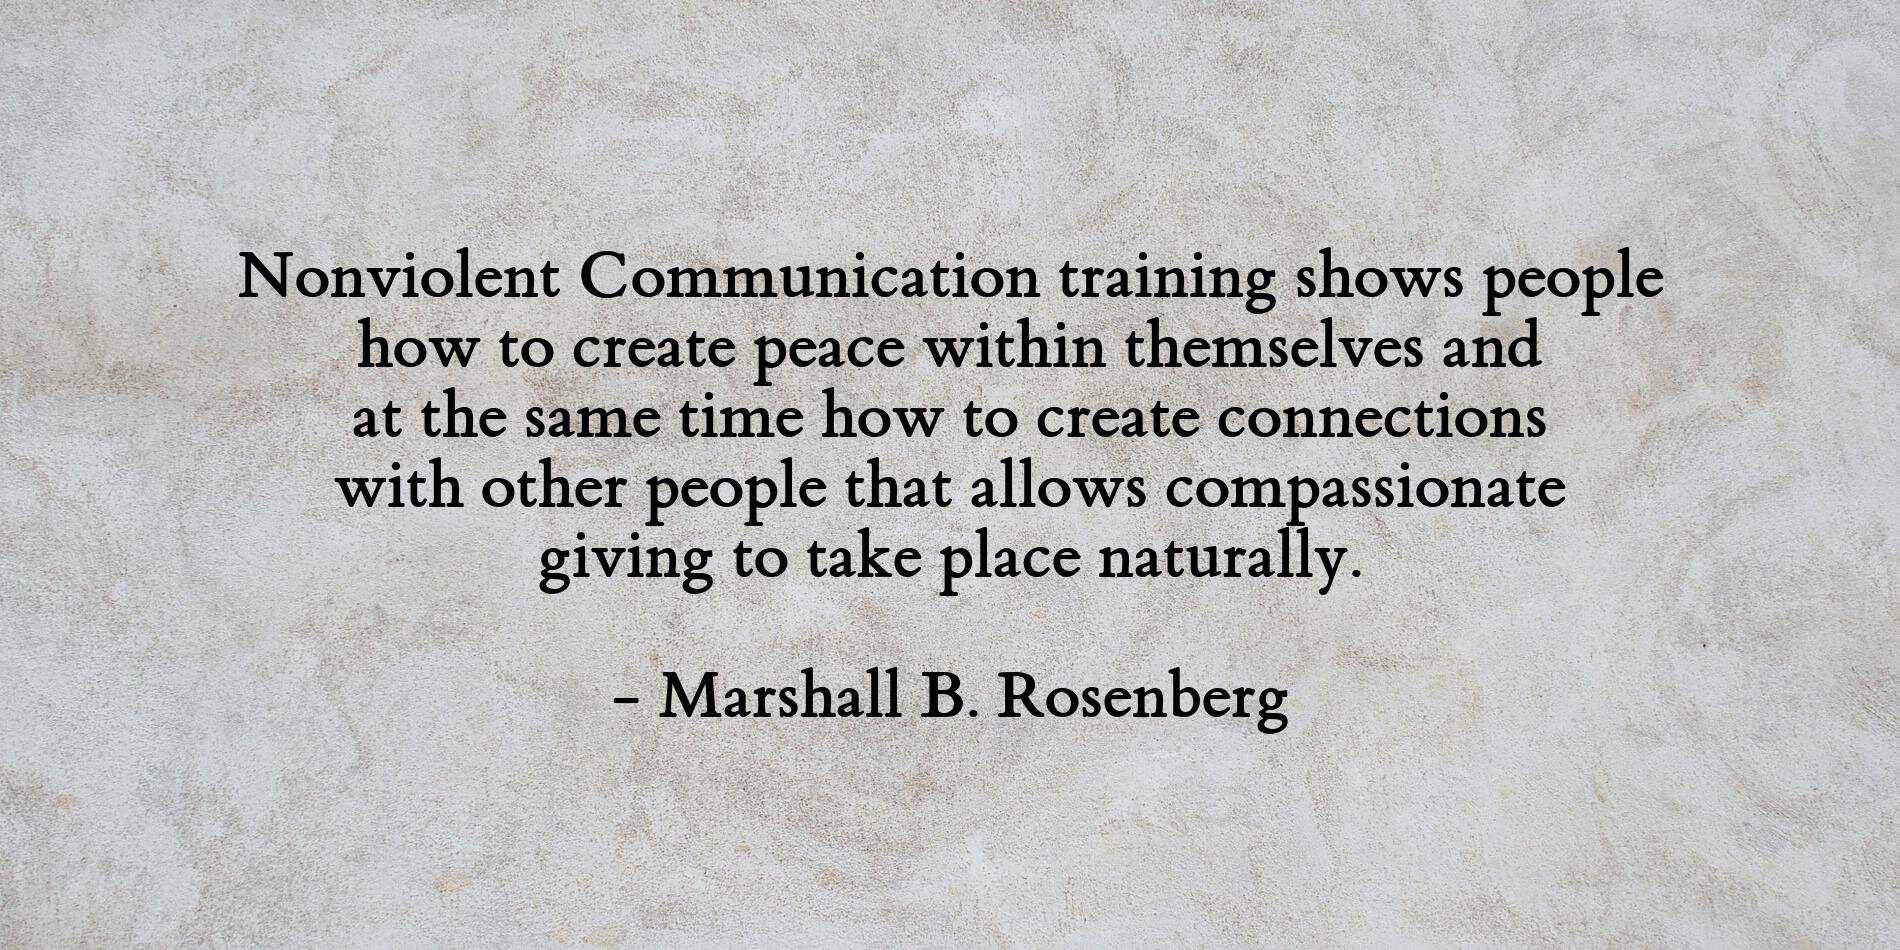 Nonviolent Communication training shows people
how to create peace within themselves and
at the same time how to create connections
with other people that allows compassionate
giving to take place naturally.
– Marshall B. Rosenberg